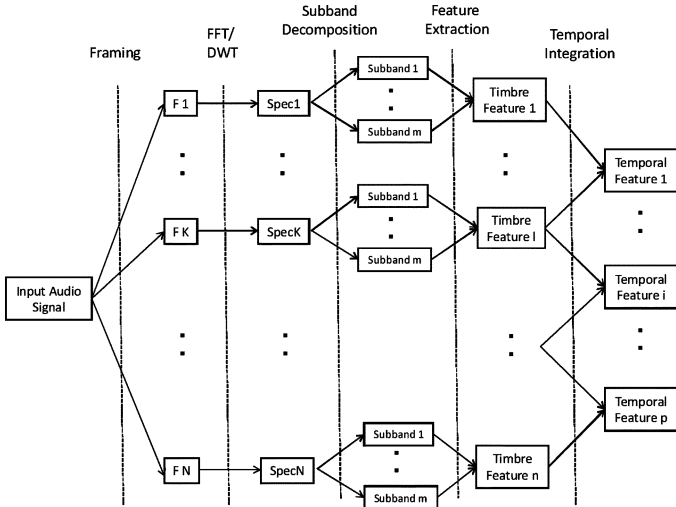 Framing
FFT/
DWT
Subband
Decomposition
Feature
Extraction
Temporal
Integration
Input Audio
Signal
F 1
Spec1
Subband 1
Subband m
Timbre
Feature 1
F K
SpecK
Subband 1
Subband m
Timbre
Feature l
F N
SpecN
Subband 1
Subband m
Timbre
Feature n
Temporal
Feature 1
Temporal
Feature i
Temporal
Feature p